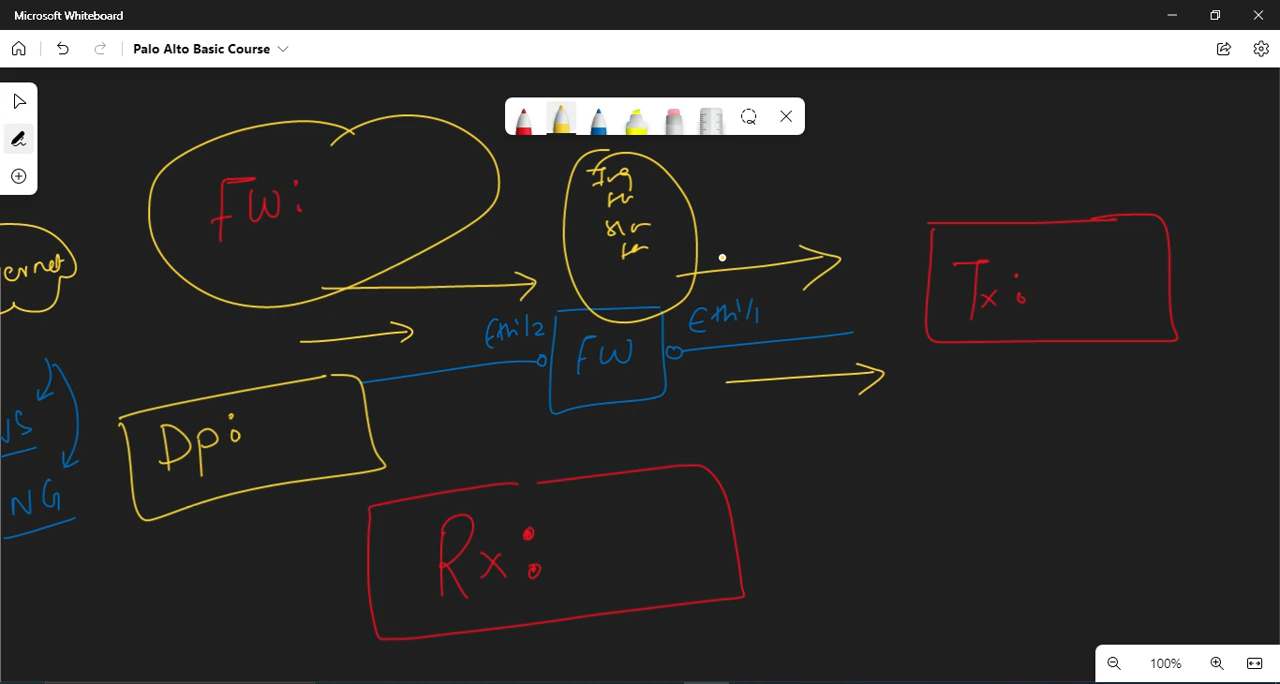 Microsoft Whiteboard
Palo Alto Basic Course
FW:
ernet
Eth1/2
FW
Eth1/1
Tx:
DP:
NG
Rx:
100%